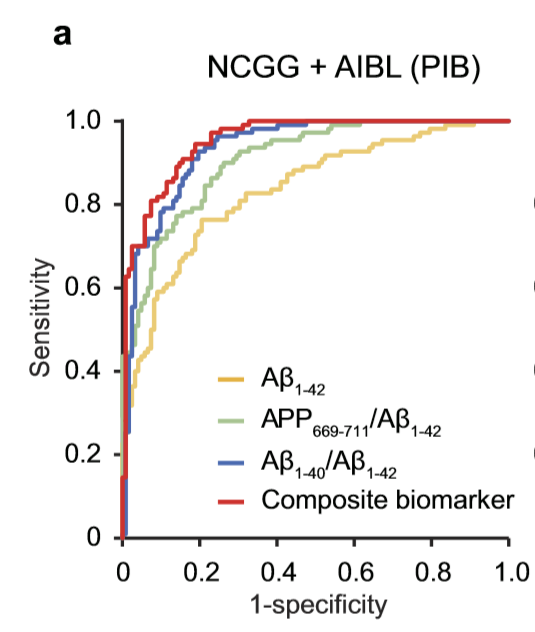 a
NCGG + AIBL (PIB)
1.0
0.8
0.6
0.4
0.2
0
Sensitivity
Aβ1-42
APP669-711/Aβ1-42
Aβ1-40/Aβ1-42
Composite biomarker
0 0.2 0.4 0.6 0.8 1.0
1-specificity